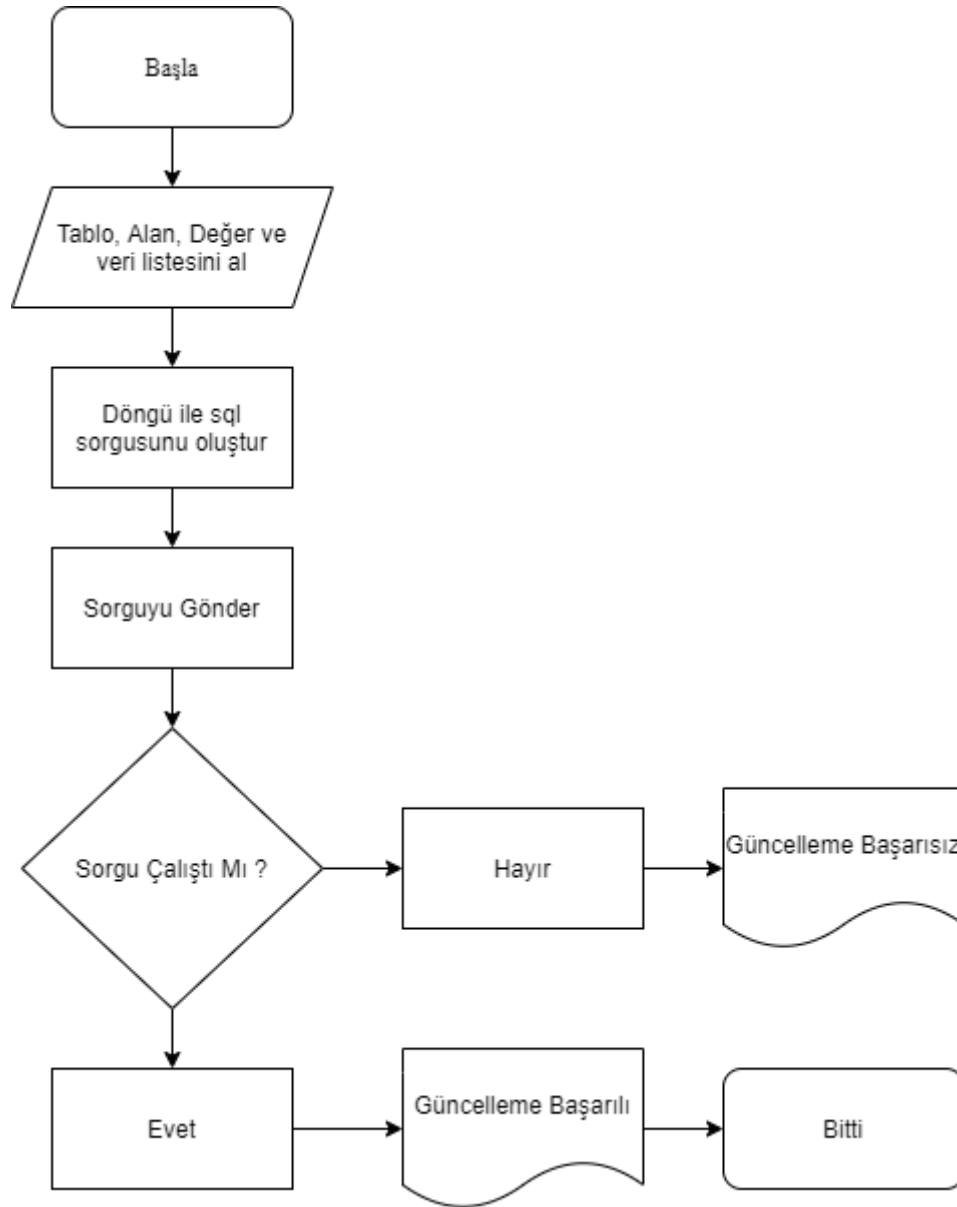 Başla
Tablo, Alan, Değer ve
veri listesini al
Döngü ile sql
sorgusunu oluştur
Sorguyu Gönder
Sorgu Çalıştı Mı ?
Hayır
Güncelleme Başarısız
Evet
Güncelleme Başarılı
Bitti